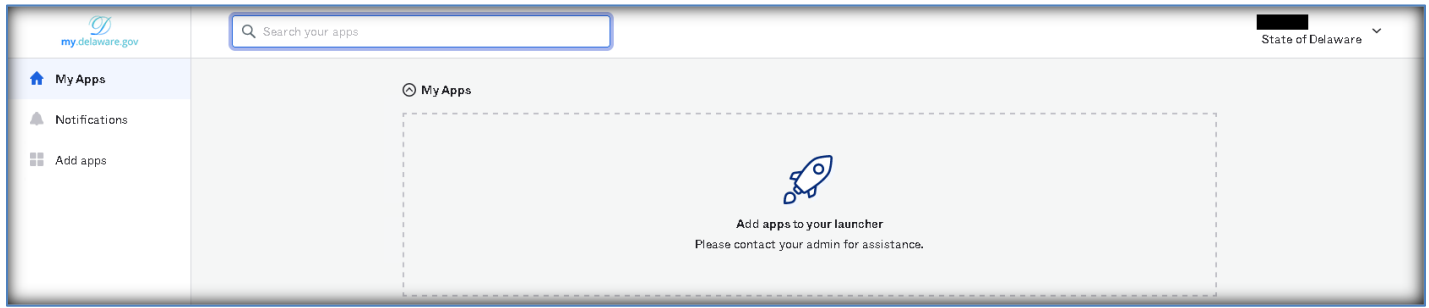 D
my.delaware.gov
Search your apps
State of Delaware
My Apps
Notifications
Add apps
My Apps
Add apps to your launcher
Please contact your admin for assistance.